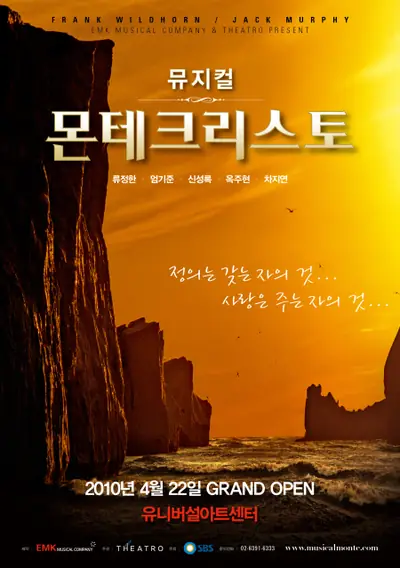 FRANK WILDHORN / JACK MURPHY
EMK MUSICAL COMPANY & THEATRO PRESENT
뮤지컬
몬테크리스토
류정한 · 엄기준 · 신성록 · 옥주현 · 차지연
정의는 갖는 자의 것...
사랑은 주는 자의 것...
2010년 4월 22일 GRAND OPEN
유니버설아트센터
EMK MUSICAL COMPANY THEATRO SBS 02-6391-6333 www.musicalmonte.com